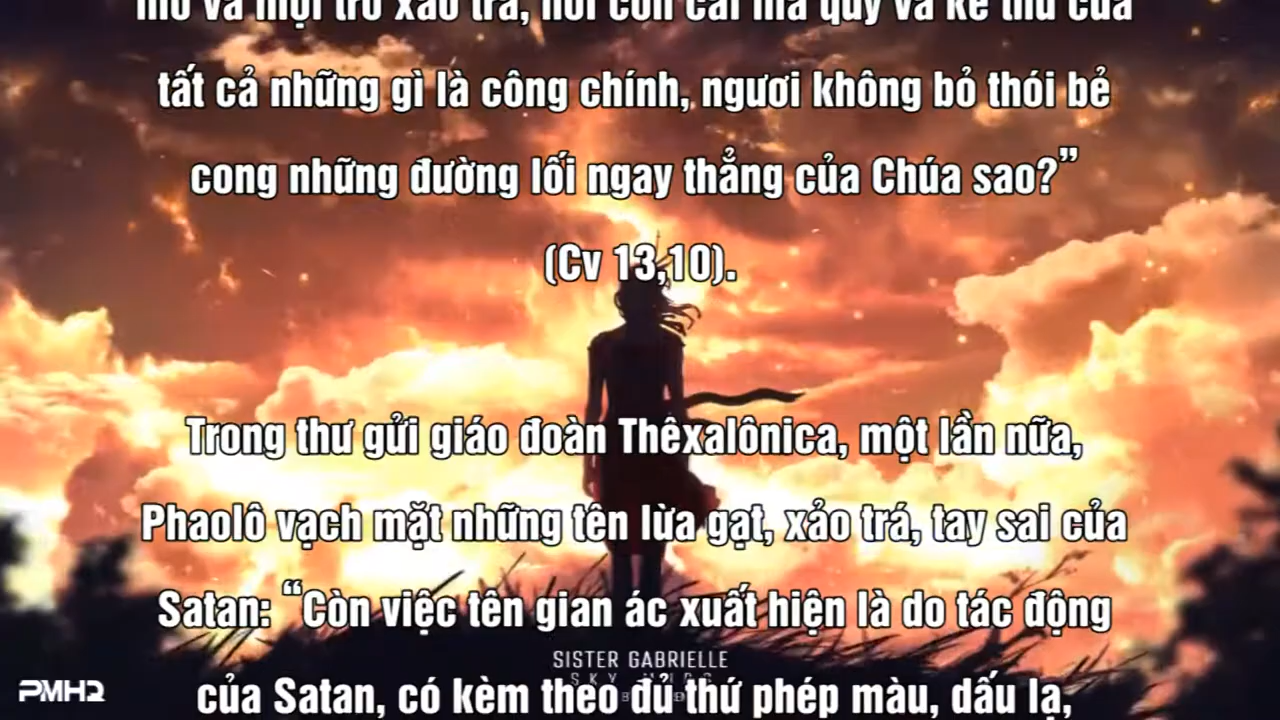 mô và mọi trò xảo trá, hỡi con cái ma quỷ và kẻ thù của
tất cả những gì là công chính, ngươi không bỏ thói bẻ
cong những đường lối ngay thẳng của Chúa sao?”
(Cv 13,10).
Trong thư gửi giáo đoàn Thêxalônica, một lần nữa,
Phaolô vạch mặt những tên lừa gạt, xảo trá, tay sai của
Satan: “Còn việc tên gian ác xuất hiện là do tác động
SISTER GABRIELLE
PMH2
của Satan, có kèm theo đủ thứ phép màu, dấu lạ,